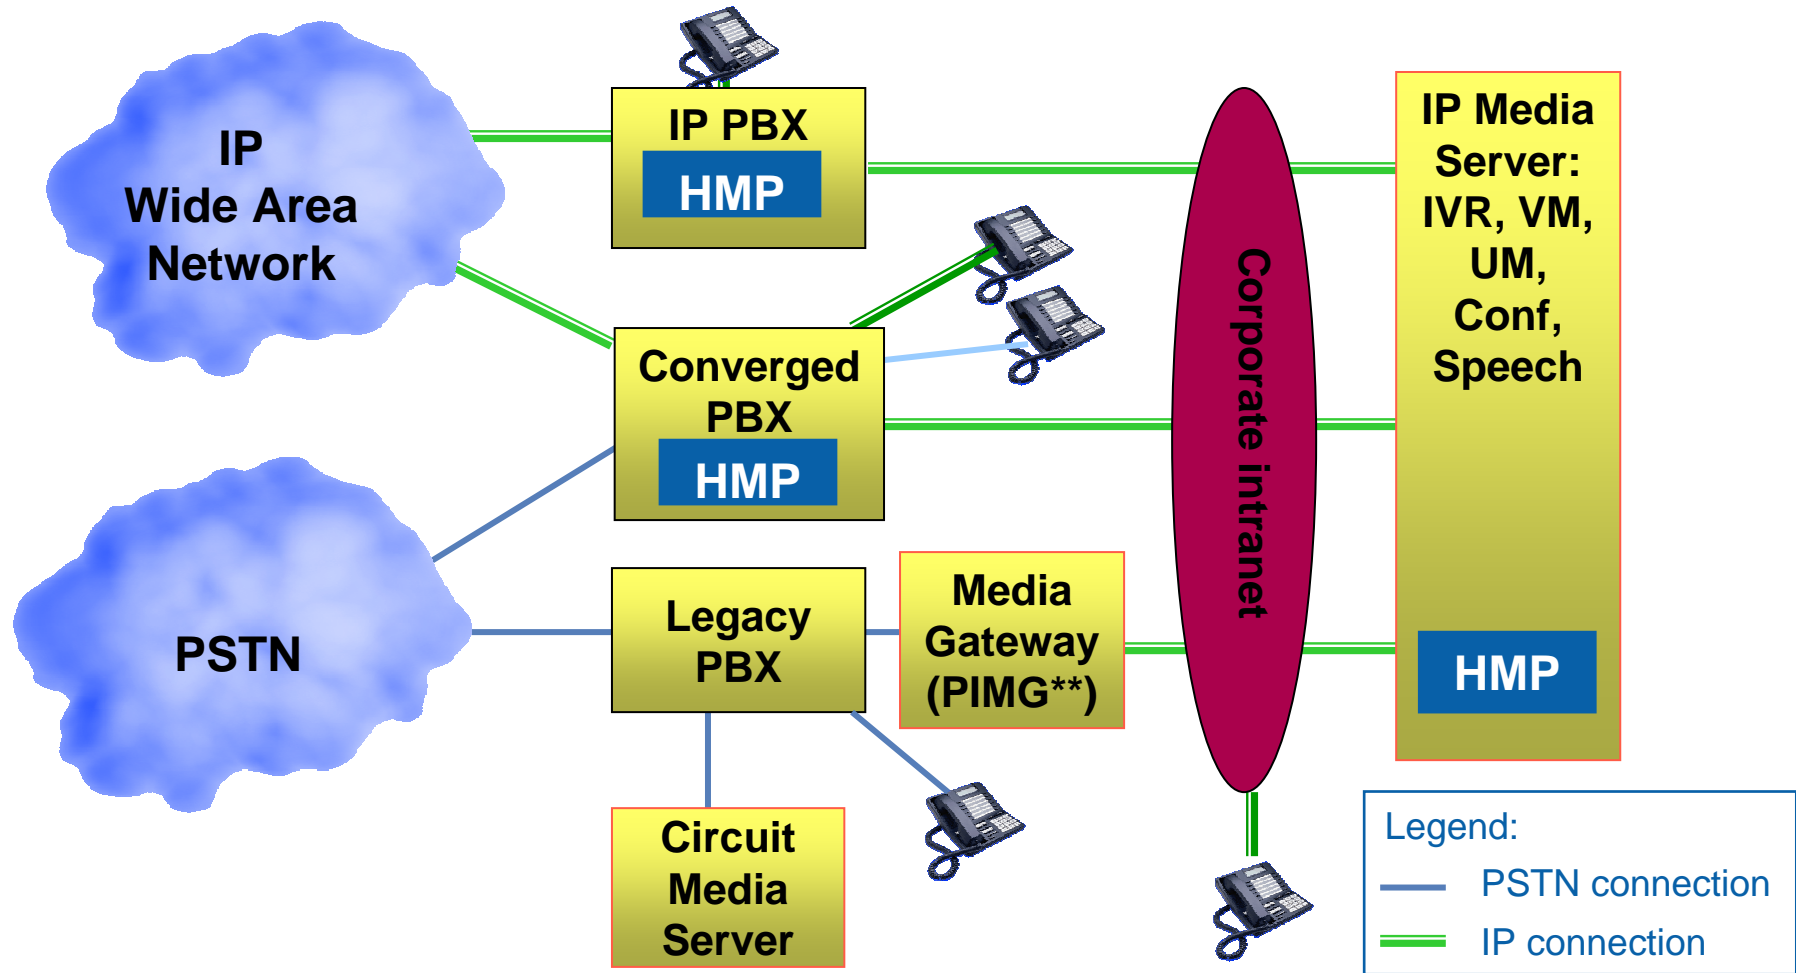 IP
Wide Area
Network
IP PBX
HMP
Converged
PBX
HMP
PSTN
Legacy
PBX
Media
Gateway
(PIMG**)
Circuit
Media
Server
Corporate intranet
IP Media
Server:
IVR, VM,
UM,
Conf,
Speech
HMP
Legend:
PSTN connection
IP connection